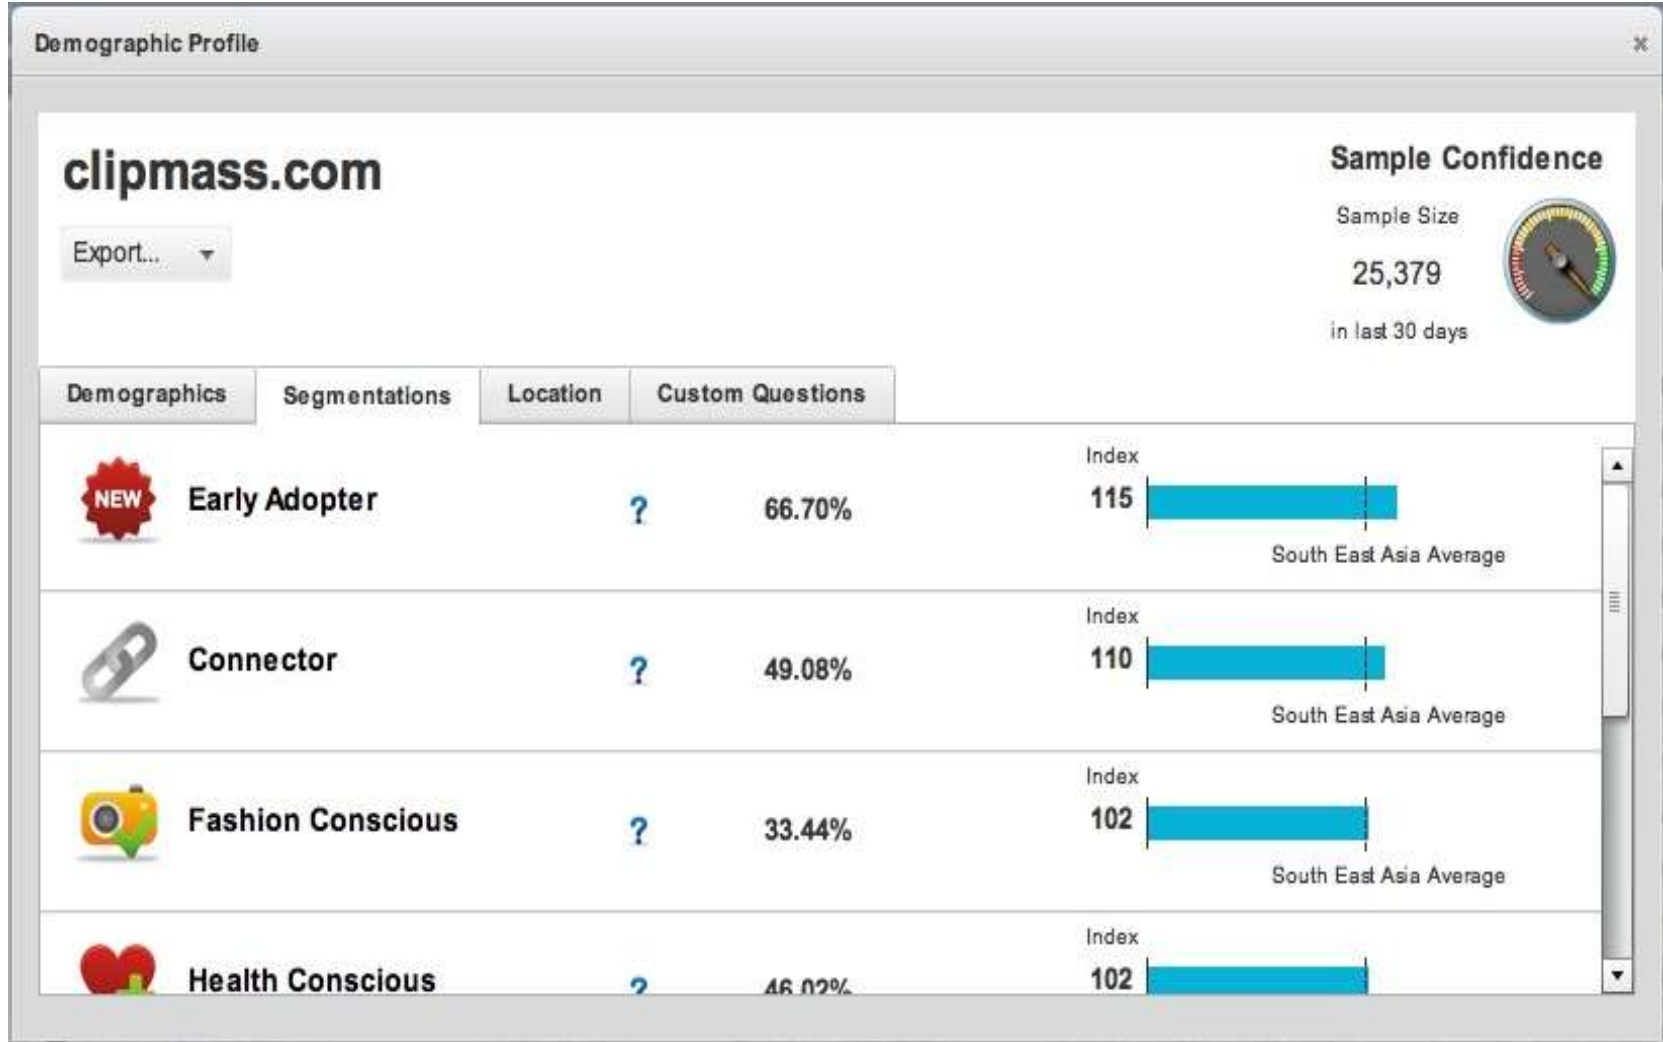 Demographic Profile
clipmass.com
Export...
Sample Confidence
Sample Size
25,379
in last 30 days
Demographics Segmentations Location Custom Questions
NEW Early Adopter ? 66.70% Index 115
South East Asia Average
Connector ? 49.08% Index 110
South East Asia Average
Fashion Conscious ? 33.44% Index 102
South East Asia Average
Health Conscious ? 46.02% Index 102